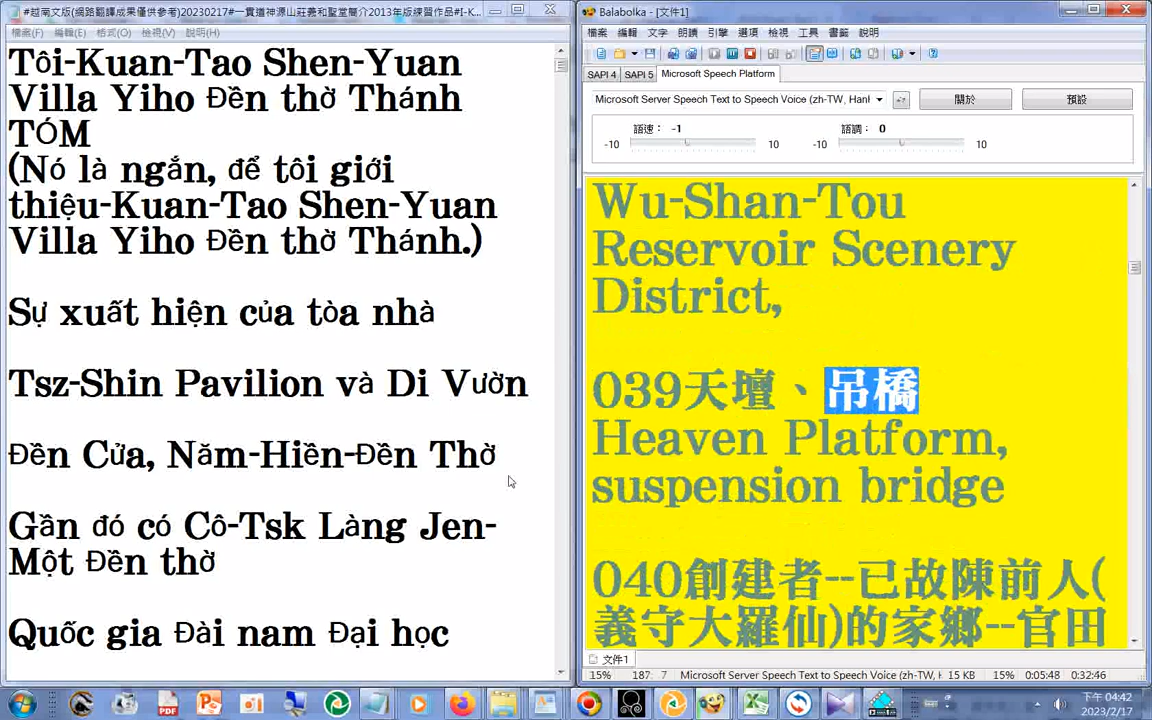 #越南文版(網路翻譯成果僅供參考)20230217#一貫道神源山莊義和聖堂簡介2013年版練習作品#I-K...
檔案(F) 編輯(E) 格式(O) 檢視(V) 說明(H)
Tôi-Kuan-Tao Shen-Yuan
Villa Yiho Đền thờ Thánh
TÓM
(Nó là ngắn, để tôi giới
thiệu-Kuan-Tao Shen-Yuan
Villa Yiho Đền thờ Thánh.)
Sự xuất hiện của tòa nhà
Tsz-Shin Pavilion và Di Vườn
Đền Cửa, Năm-Hiền-Đền Thờ
Gần đó có Cô-Tsk Làng Jen-
Một Đền thờ
Quốc gia Đài nam Đại học
Balabolka - [文件1]
檔案 編輯 文字 朗讀 引擎 選項 檢視 工具 書籤 說明
SAPI 4 SAPI 5 Microsoft Speech Platform
Microsoft Server Speech Text to Speech Voice (zh-TW, Hanl
關於 預設
語速： -1 語調： 0
-10 10 -10 10
Wu-Shan-Tou
Reservoir Scenery
District,
039天壇、吊橋
Heaven Platform,
suspension bridge
040創建者--已故陳前人(
義守大羅仙)的家鄉--官田
文件1
15% 187: 7 Microsoft Server Speech Text to Speech Voice (zh-TW, H 15 KB 15% 0:05:48 0:32:46
下午 04:42
2023/2/17